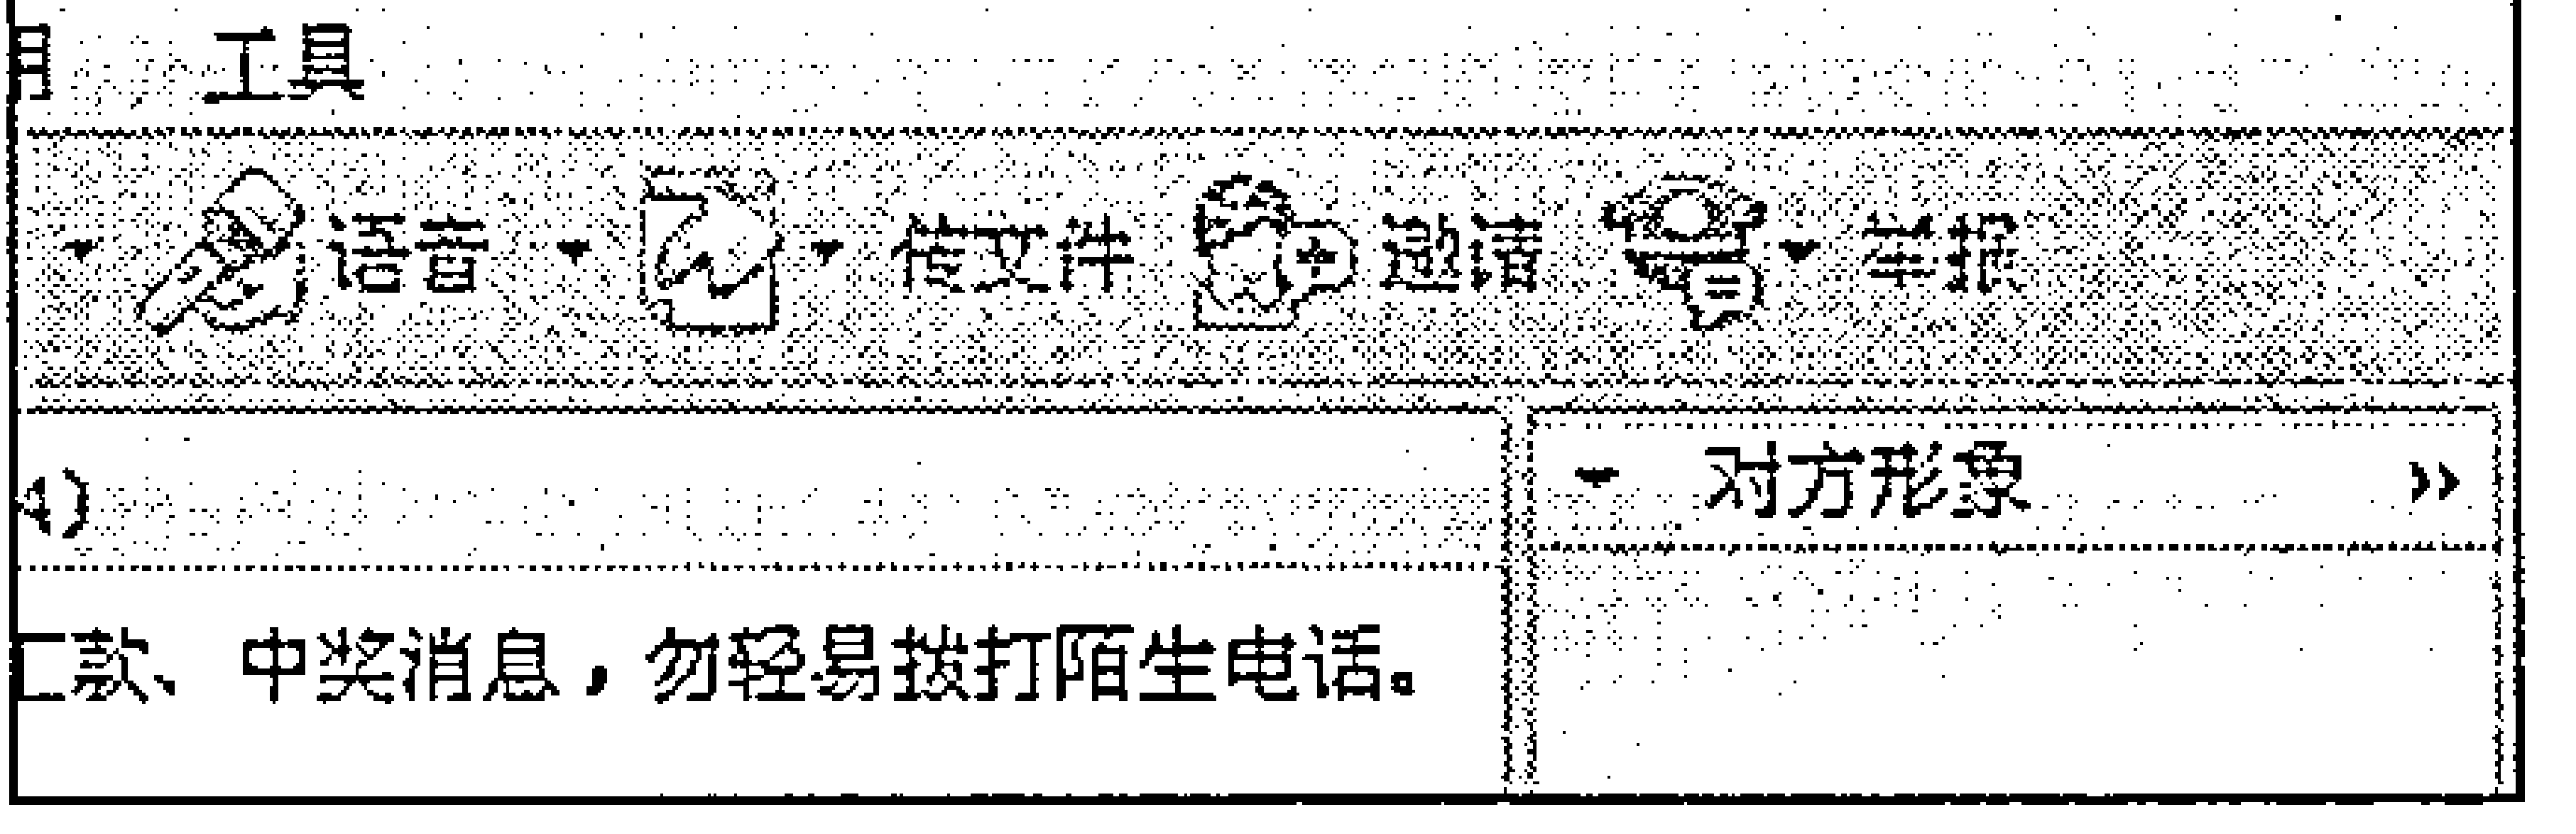 工具
语音 传文件 邀请 举报
4) 对方形象 »
款、中奖消息，勿轻易拨打陌生电话。